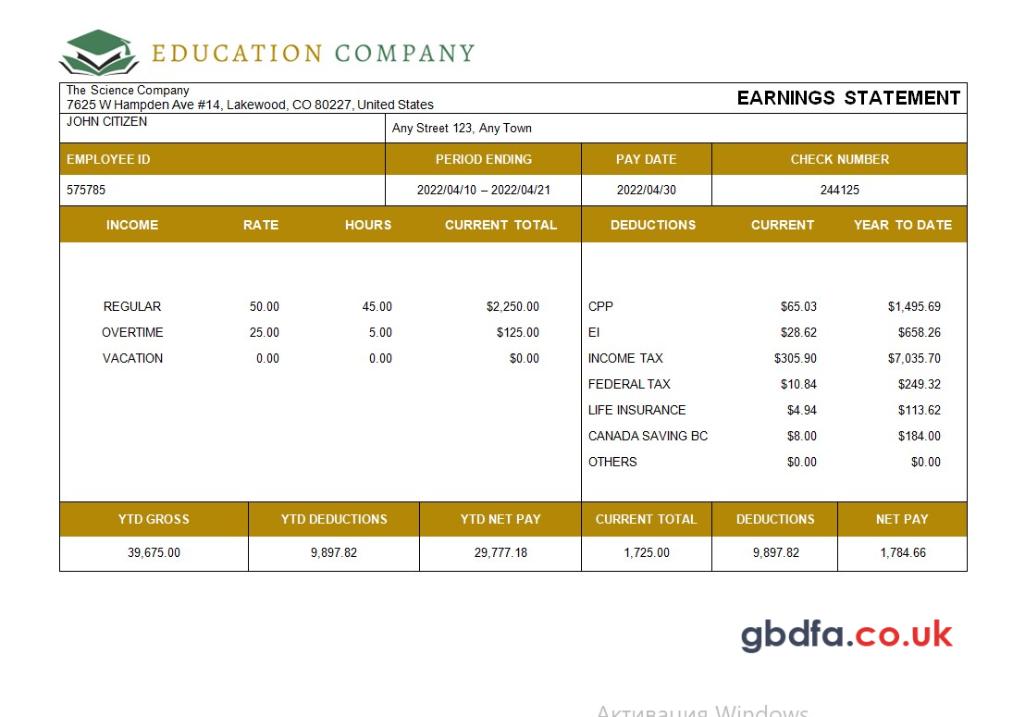 EDUCATION COMPANY
The Science Company
7625 W Hampden Ave #14, Lakewood, CO 80227, United States
EARNINGS STATEMENT
JOHN CITIZEN
Any Street 123, Any Town
EMPLOYEE ID PERIOD ENDING PAY DATE CHECK NUMBER
575785 2022/04/10 – 2022/04/21 2022/04/30 244125
INCOME RATE HOURS CURRENT TOTAL DEDUCTIONS CURRENT YEAR TO DATE
REGULAR 50.00 45.00 $2,250.00 CPP $65.03 $1,495.69
OVERTIME 25.00 5.00 $125.00 EI $28.62 $658.26
VACATION 0.00 0.00 $0.00 INCOME TAX $305.90 $7,035.70
FEDERAL TAX $10.84 $249.32
LIFE INSURANCE $4.94 $113.62
CANADA SAVING BC $8.00 $184.00
OTHERS $0.00 $0.00
YTD GROSS YTD DEDUCTIONS YTD NET PAY CURRENT TOTAL DEDUCTIONS NET PAY
39,675.00 9,897.82 29,777.18 1,725.00 9,897.82 1,784.66
gbdfa.co.uk
Активация Windows